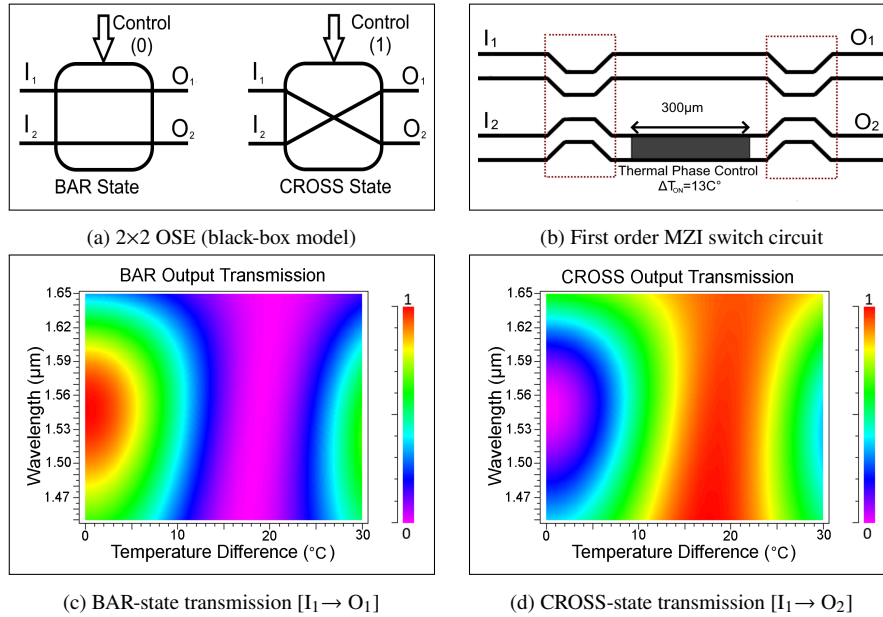 Control
(0)
I1
O1
I2
O2
BAR State
Control
(1)
I1
O1
I2
O2
CROSS State
(a) 2×2 OSE (black-box model)
I1
O1
I2
O2
300μm
Thermal Phase Control
ΔTON=13C°
(b) First order MZI switch circuit
BAR Output Transmission
Wavelength (μm)
1.65
1.62
1.59
1.56
1.53
1.50
1.47
0 10 20 30
Temperature Difference (°C)
1
0
(c) BAR-state transmission [I1→ O1]
CROSS Output Transmission
Wavelength (μm)
1.65
1.62
1.59
1.56
1.53
1.50
1.47
0 10 20 30
Temperature Difference (°C)
1
0
(d) CROSS-state transmission [I1→ O2]